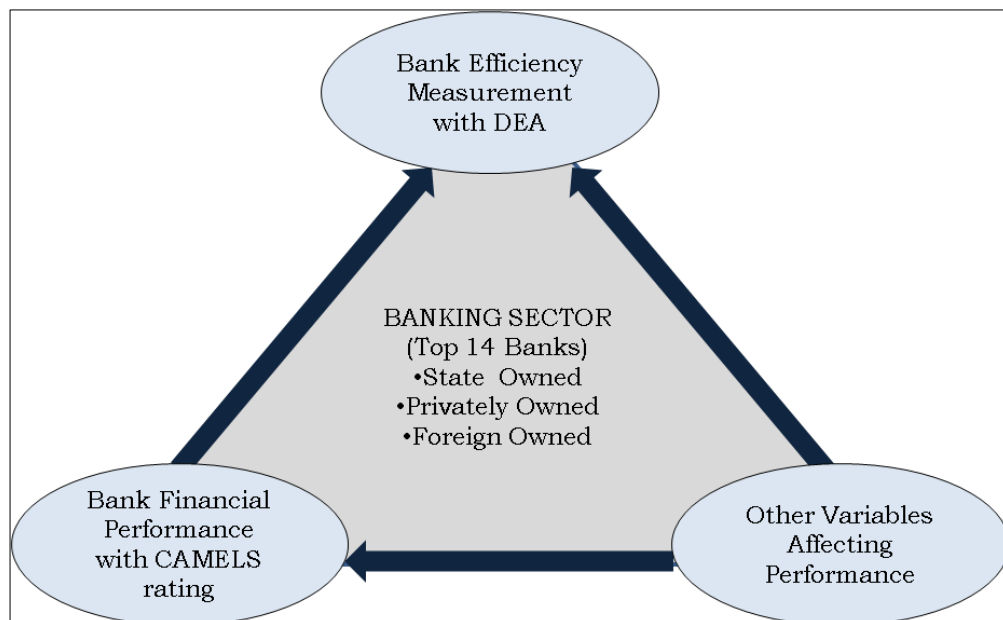 Bank Efficiency
Measurement
with DEA
BANKING SECTOR
(Top 14 Banks)
•State Owned
•Privately Owned
•Foreign Owned
Bank Financial
Performance
with CAMELS
rating
Other Variables
Affecting
Performance